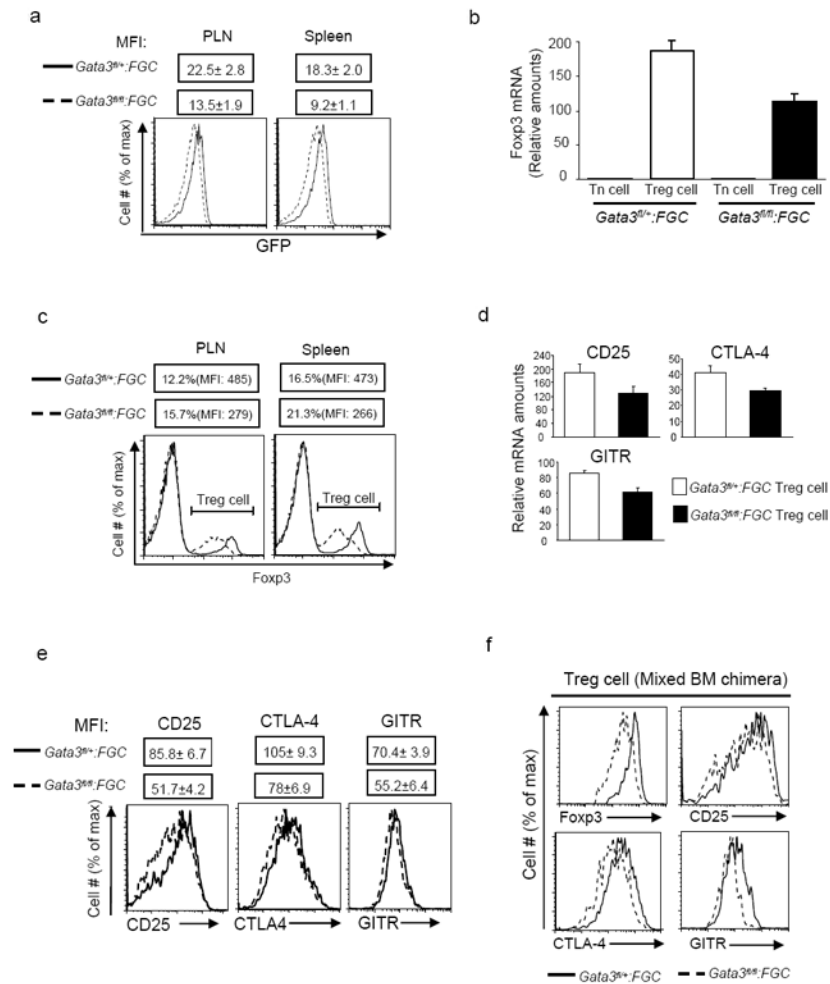 a
MFI: PLN Spleen
Gata3fl/+:FGC 22.5± 2.8 18.3± 2.0
Gata3fl/fl:FGC 13.5±1.9 9.2±1.1
Cell # (% of max)
GFP
b
Foxp3 mRNA
(Relative amounts)
200
150
100
50
0
Tn cell Treg cell Tn cell Treg cell
Gata3fl/+:FGC Gata3fl/fl:FGC
c
PLN Spleen
Gata3fl/+:FGC 12.2%(MFI: 485) 16.5%(MFI: 473)
Gata3fl/fl:FGC 15.7%(MFI: 279) 21.3%(MFI: 266)
Treg cell Treg cell
Cell # (% of max)
Foxp3
d
Relative mRNA amounts
CD25
240
200
160
120
80
40
0
CTLA-4
50
40
30
20
10
0
GITR
100
80
60
40
20
0
Gata3fl/+:FGC Treg cell
Gata3fl/fl:FGC Treg cell
e
MFI: CD25 CTLA-4 GITR
Gata3fl/+:FGC 85.8± 6.7 105± 9.3 70.4± 3.9
Gata3fl/fl:FGC 51.7±4.2 78±6.9 55.2±6.4
Cell # (% of max)
CD25 CTLA4 GITR
f
Treg cell (Mixed BM chimera)
Cell # (% of max)
Foxp3 CD25
CTLA-4 GITR
Gata3fl/+:FGC Gata3fl/fl:FGC